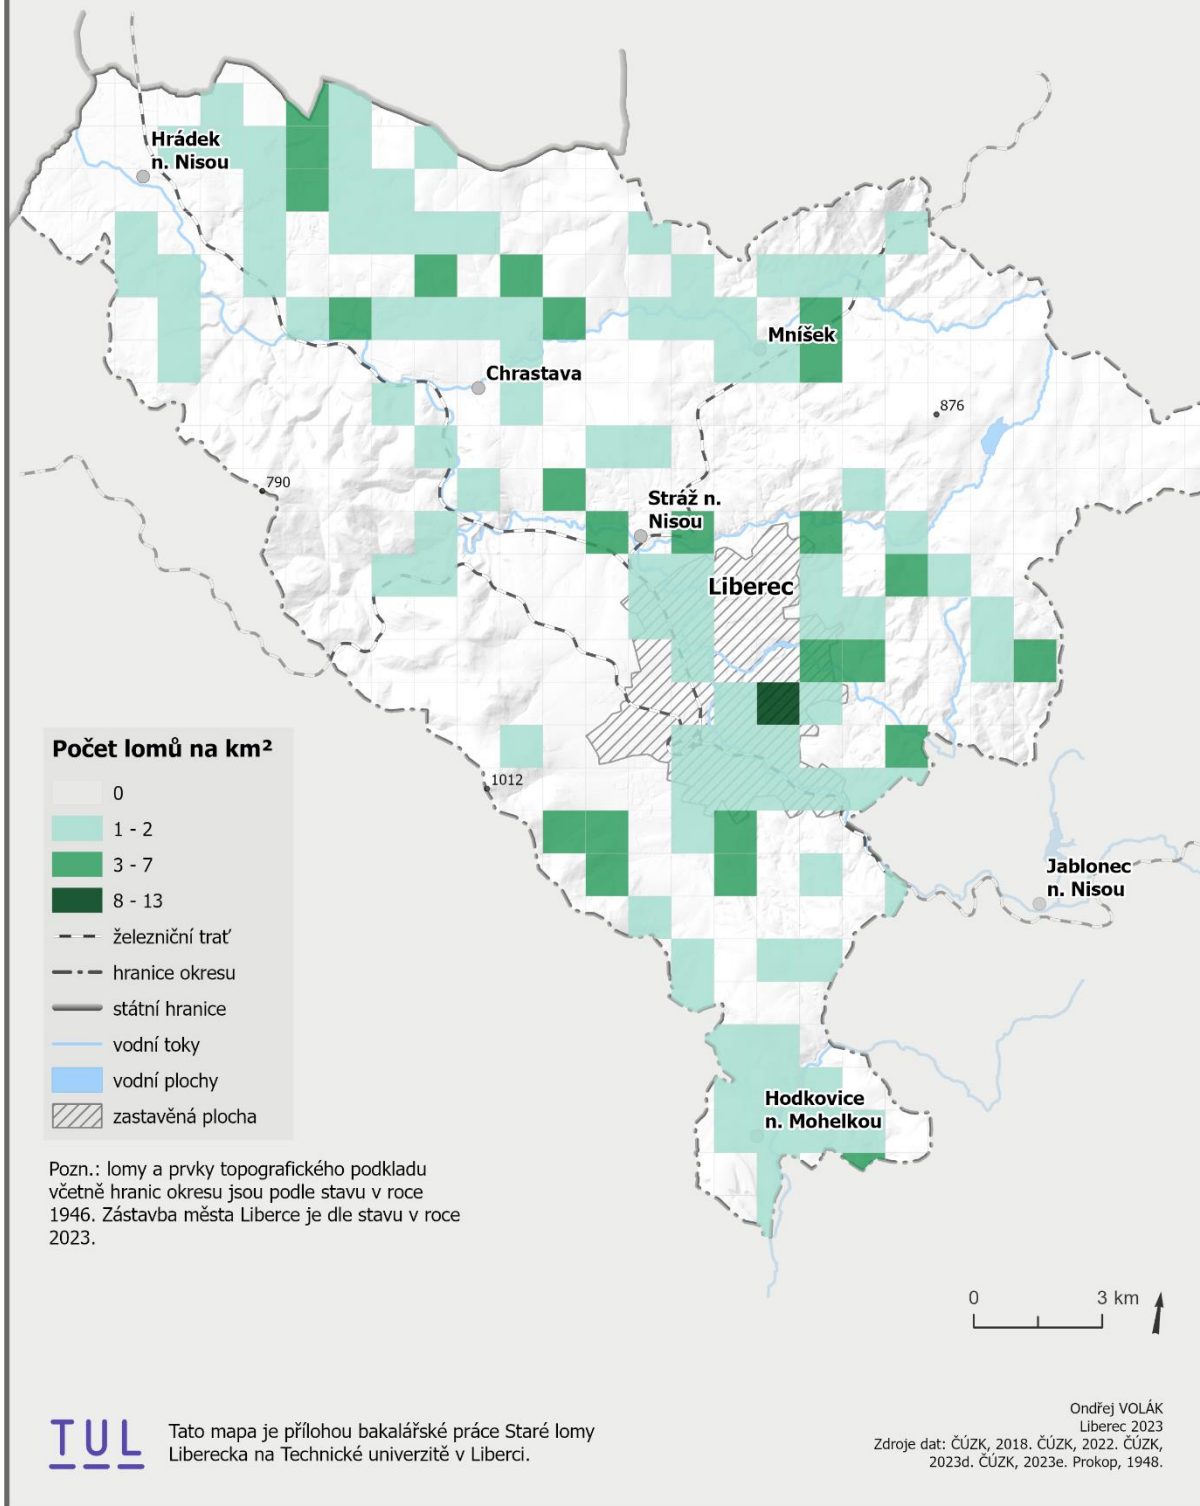 Hrádek
n. Nisou
Mníšek
Chrastava
876
790
Stráž n.
Nisou
Liberec
1012
Jablonec
n. Nisou
Hodkovice
n. Mohelkou
Počet lomů na km²
0
1 - 2
3 - 7
8 - 13
železniční trať
hranice okresu
státní hranice
vodní toky
vodní plochy
zastavěná plocha
Pozn.: lomy a prvky topografického podkladu
včetně hranic okresu jsou podle stavu v roce
1946. Zástavba města Liberce je dle stavu v roce
2023.
0 3 km
TUL
Tato mapa je přílohou bakalářské práce Staré lomy
Liberecka na Technické univerzitě v Liberci.
Ondřej VOLÁK
Liberec 2023
Zdroje dat: ČÚZK, 2018. ČÚZK, 2022. ČÚZK,
2023d. ČÚZK, 2023e. Prokop, 1948.